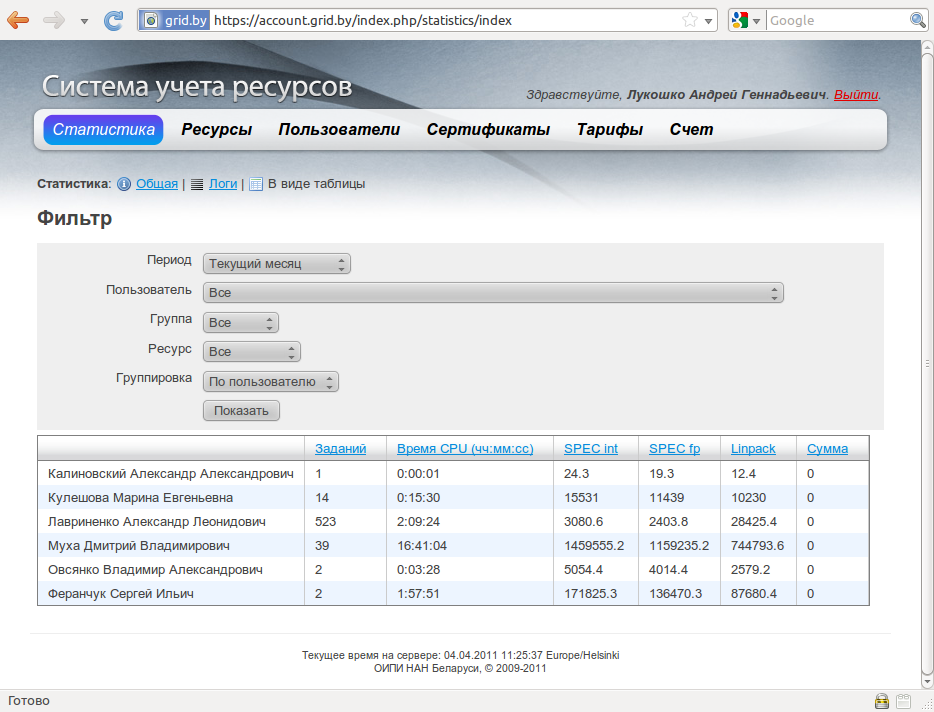 grid.by https://account.grid.by/index.php/statistics/index Google
Система учета ресурсов
Здравствуйте, Лукошко Андрей Геннадьевич. Выйти.
Статистика Ресурсы Пользователи Сертификаты Тарифы Счет
Статистика: Общая | Логи | В виде таблицы
Фильтр
Период Текущий месяц
Пользователь Все
Группа Все
Ресурс Все
Группировка По пользователю
Показать
Заданий Время CPU (чч:мм:сс) SPEC int SPEC fp Linpack Сумма
Калиновский Александр Александрович 1 0:00:01 24.3 19.3 12.4 0
Кулешова Марина Евгеньевна 14 0:15:30 15531 11439 10230 0
Лавриненко Александр Леонидович 523 2:09:24 3080.6 2403.8 28425.4 0
Муха Дмитрий Владимирович 39 16:41:04 1459555.2 1159235.2 744793.6 0
Овсянко Владимир Александрович 2 0:03:28 5054.4 4014.4 2579.2 0
Феранчук Сергей Ильич 2 1:57:51 171825.3 136470.3 87680.4 0
Текущее время на сервере: 04.04.2011 11:25:37 Europe/Helsinki
ОИПИ НАН Беларуси, © 2009-2011
Готово